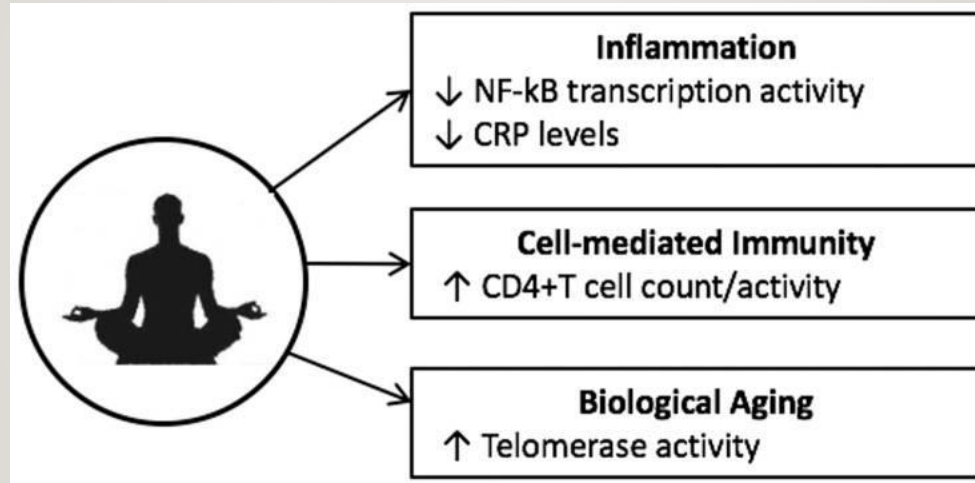 Inflammation
↓ NF-kB transcription activity
↓ CRP levels
Cell-mediated Immunity
↑ CD4+T cell count/activity
Biological Aging
↑ Telomerase activity